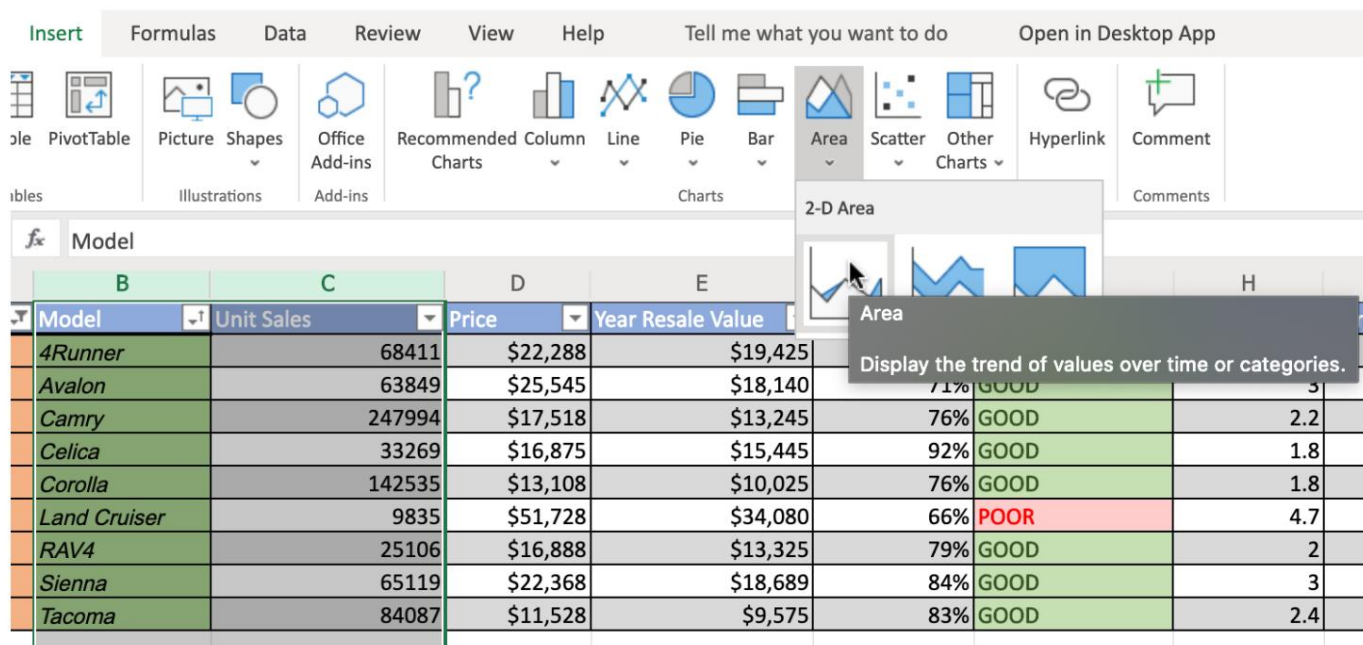 Insert Formulas Data Review View Help Tell me what you want to do Open in Desktop App
ble PivotTable Picture Shapes Office Add-ins Recommended Charts Column Line Pie Bar Area Scatter Other Charts Hyperlink Comment
ables Illustrations Add-ins Charts Comments
2-D Area
fx Model
B C D E H
Model Unit Sales Price Year Resale Value
Area
Display the trend of values over time or categories.
4Runner 68411 $22,288 $19,425
Avalon 63849 $25,545 $18,140 71% GOOD 3
Camry 247994 $17,518 $13,245 76% GOOD 2.2
Celica 33269 $16,875 $15,445 92% GOOD 1.8
Corolla 142535 $13,108 $10,025 76% GOOD 1.8
Land Cruiser 9835 $51,728 $34,080 66% POOR 4.7
RAV4 25106 $16,888 $13,325 79% GOOD 2
Sienna 65119 $22,368 $18,689 84% GOOD 3
Tacoma 84087 $11,528 $9,575 83% GOOD 2.4